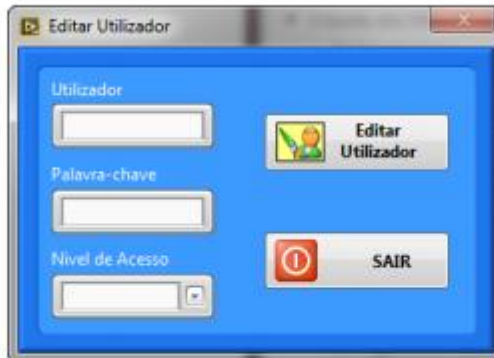 Editar Utilizador
Utilizador
Editar
Utilizador
Palavra-chave
Nivel de Acesso
SAIR